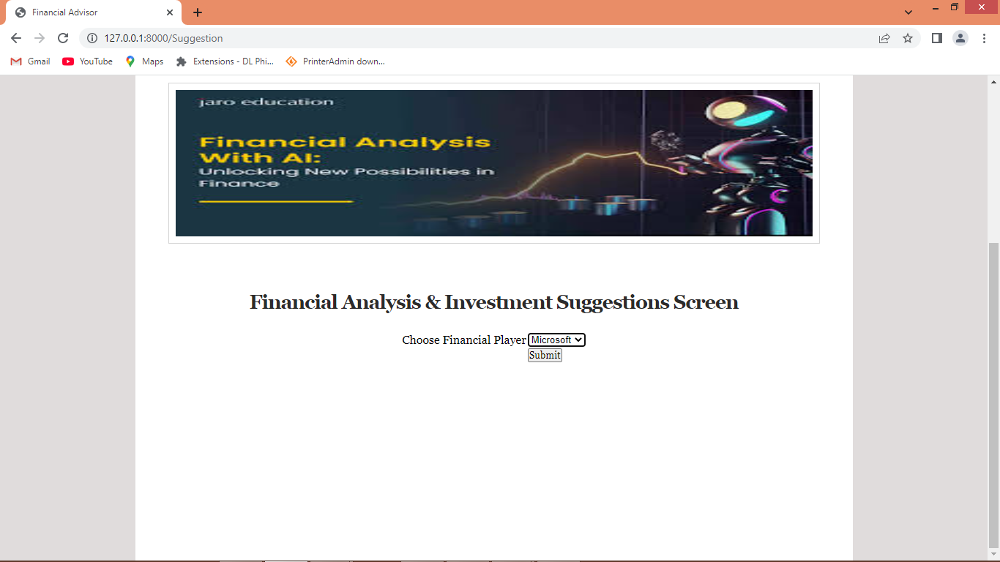 Financial Advisor
127.0.0.1:8000/Suggestion
Gmail YouTube Maps Extensions - DL Phi... PrinterAdmin down...
jaro education
Financial Analysis
With AI:
Unlocking New Possibilities in
Finance
Financial Analysis & Investment Suggestions Screen
Choose Financial Player Microsoft
Submit